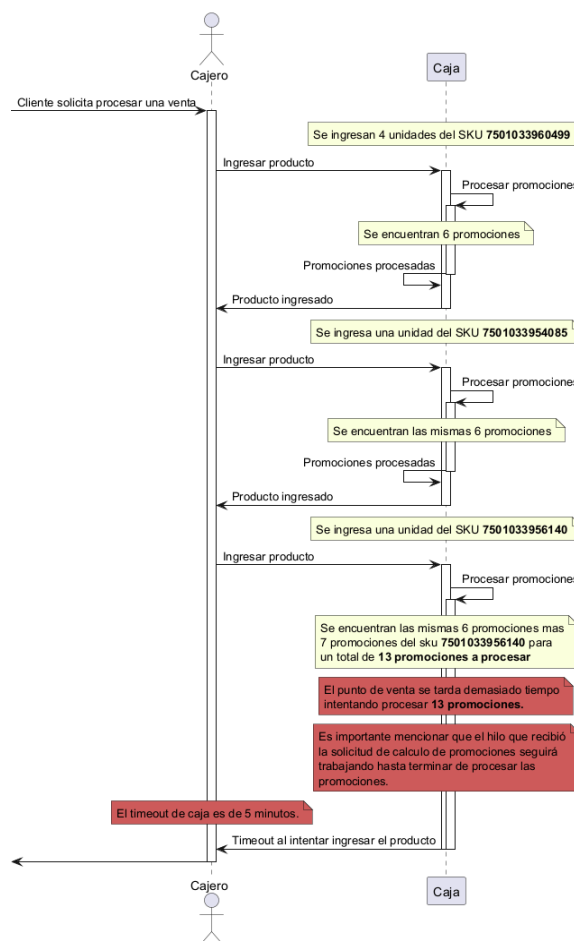 Cajero
Caja
Cliente solicita procesar una venta
Se ingresan 4 unidades del SKU 7501033960499
Ingresar producto
Procesar promociones
Se encuentran 6 promociones
Promociones procesadas
Producto ingresado
Se ingresa una unidad del SKU 7501033954085
Ingresar producto
Procesar promociones
Se encuentran las mismas 6 promociones
Promociones procesadas
Producto ingresado
Se ingresa una unidad del SKU 7501033956140
Ingresar producto
Procesar promociones
Se encuentran las mismas 6 promociones mas
7 promociones del sku 7501033956140 para
un total de 13 promociones a procesar
El punto de venta se tarda demasiado tiempo
intentando procesar 13 promociones.
Es importante mencionar que el hilo que recibió
la solicitud de calculo de promociones seguirá
trabajando hasta terminar de procesar las
promociones.
El timeout de caja es de 5 minutos.
Timeout al intentar ingresar el producto
Cajero
Caja